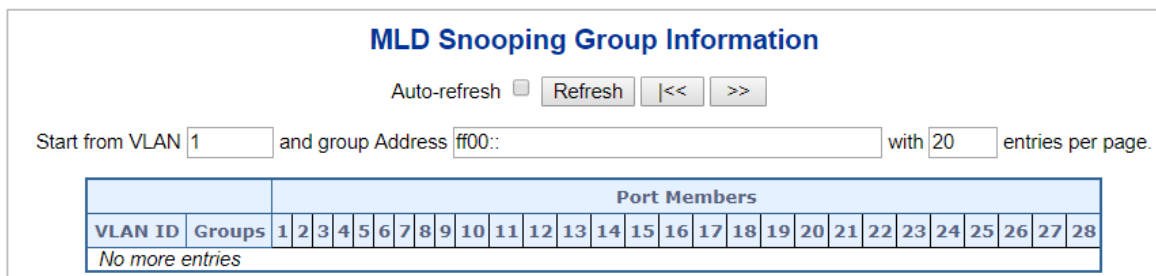 MLD Snooping Group Information
Auto-refresh Refresh |<< >>
Start from VLAN 1 and group Address ff00:: with 20 entries per page.
Port Members
VLAN ID Groups 1 2 3 4 5 6 7 8 9 10 11 12 13 14 15 16 17 18 19 20 21 22 23 24 25 26 27 28
No more entries